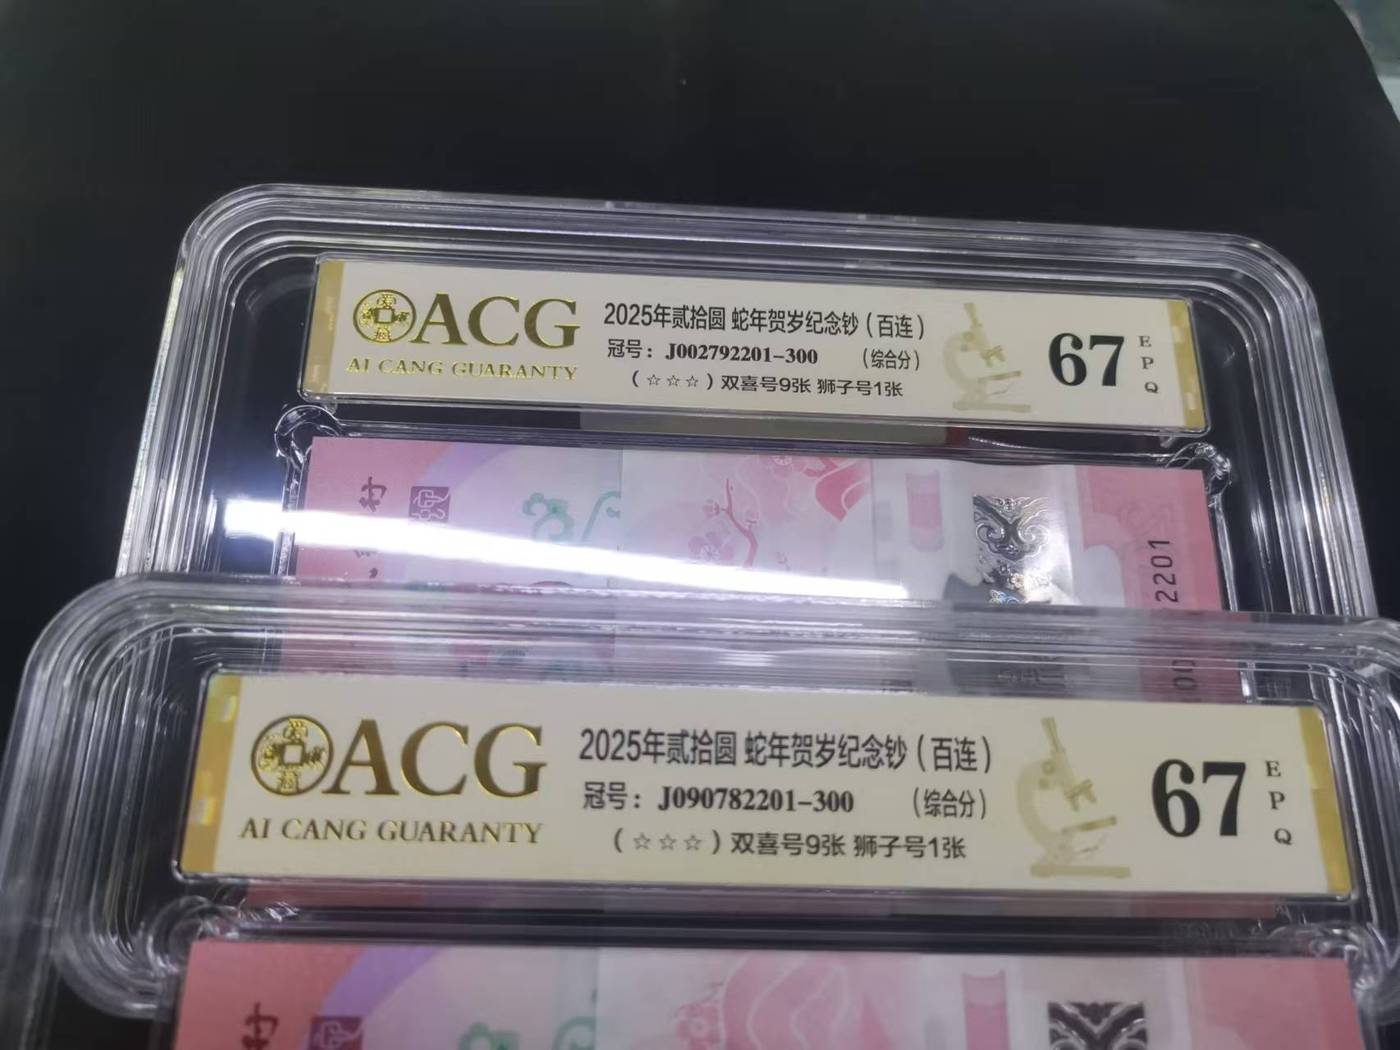 ACG
AI CANG GUARANTY
2025年贰拾圆 蛇年贺岁纪念钞（百连）
冠号：J002792201-300 （综合分）
（☆☆☆）双喜号9张 狮子号1张
67
EPQ
2201
ACG
AI CANG GUARANTY
2025年贰拾圆 蛇年贺岁纪念钞（百连）
冠号：J090782201-300 （综合分）
（☆☆☆）双喜号9张 狮子号1张
67
EPQ